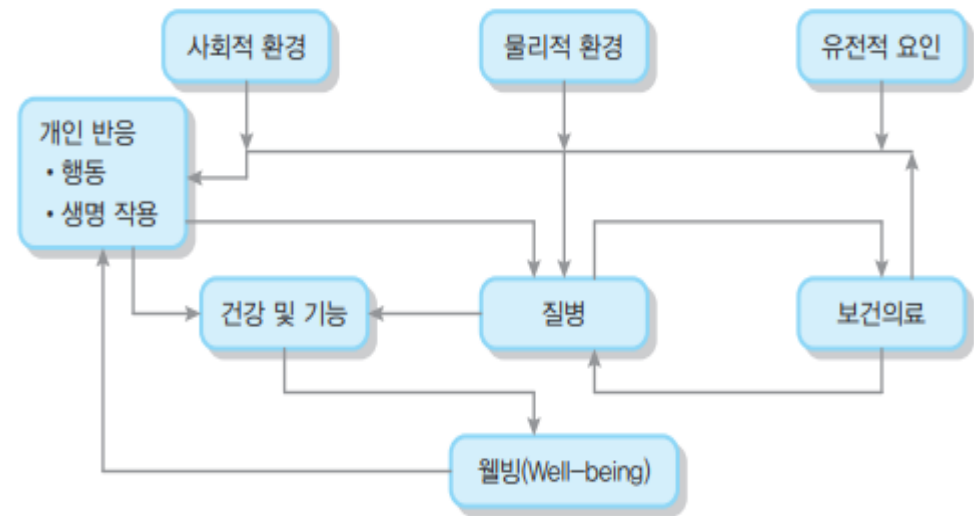 사회적 환경
물리적 환경
유전적 요인
개인 반응
• 행동
• 생명 작용
건강 및 기능
질병
보건의료
웰빙(Well-being)